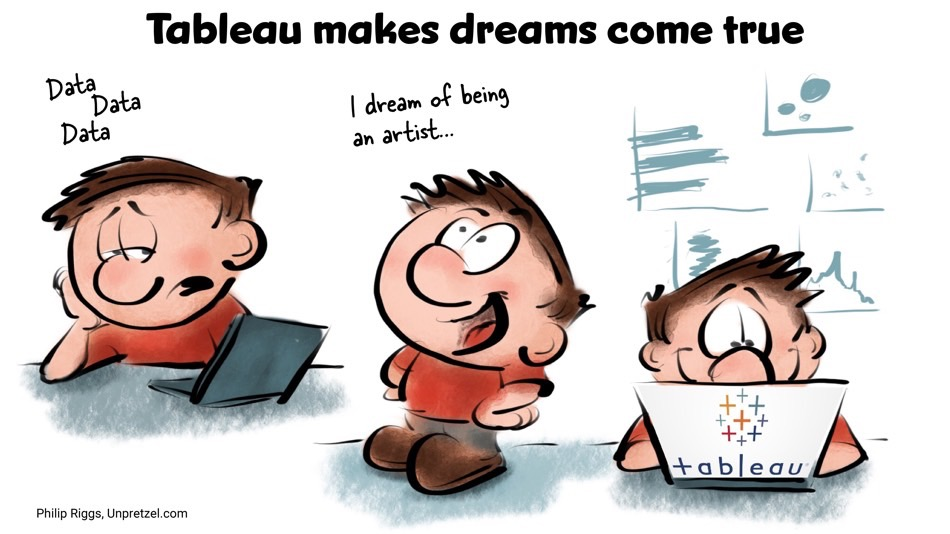 Tableau makes dreams come true
Data
Data
Data
I dream of being
an artist...
tableau
Philip Riggs, Unpretzel.com